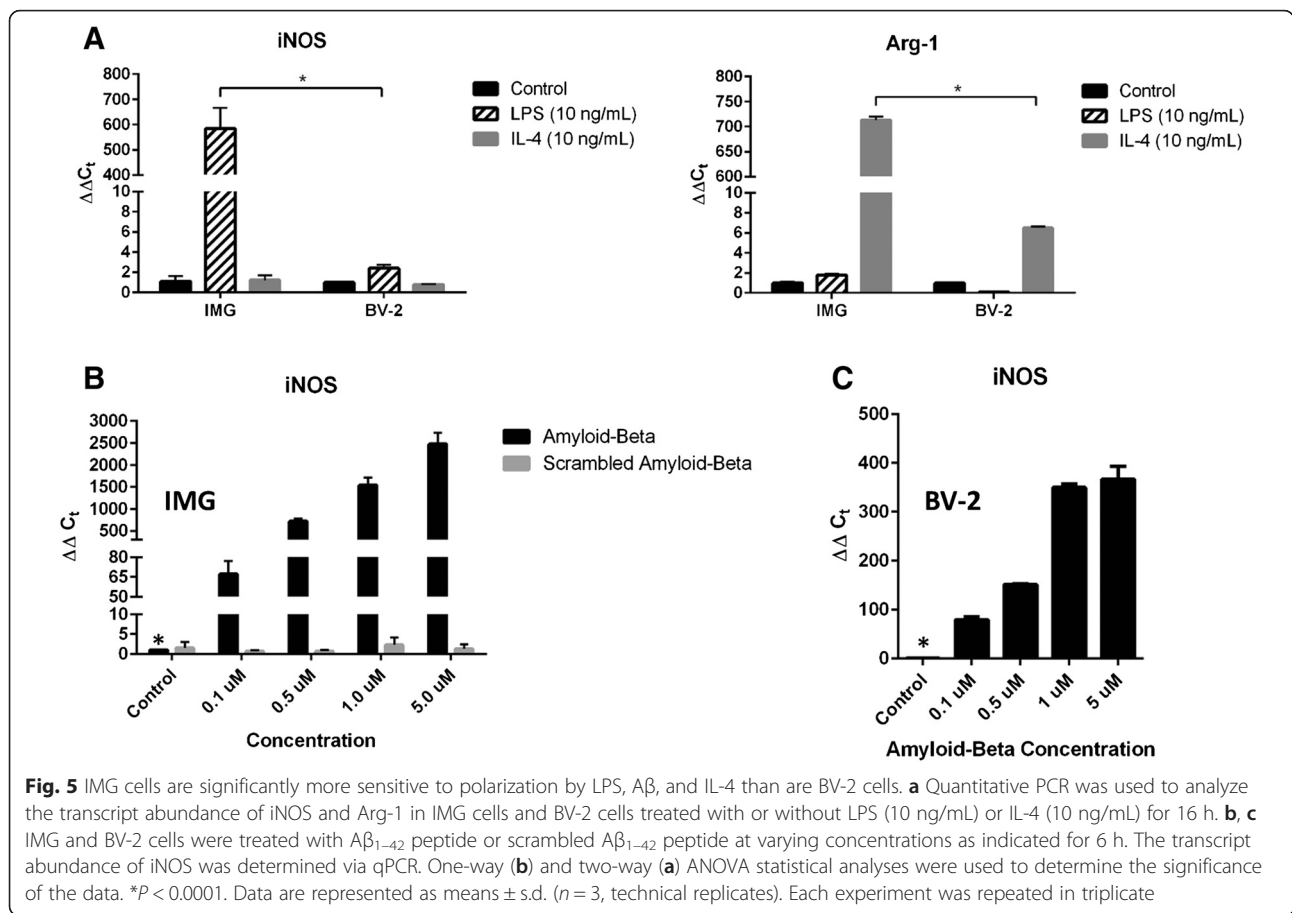 A
iNOS
800
700
600
500
400
10
8
6
4
2
0
ΔΔCt
*
IMG
BV-2
Control
LPS (10 ng/mL)
IL-4 (10 ng/mL)
Arg-1
800
750
700
650
600
10
8
6
4
2
0
ΔΔCt
*
IMG
BV-2
Control
LPS (10 ng/mL)
IL-4 (10 ng/mL)
B
iNOS
3000
2500
2000
1500
1000
500
80
65
50
10
5
0
ΔΔ Ct
IMG
*
Control
0.1 uM
0.5 uM
1.0 uM
5.0 uM
Concentration
Amyloid-Beta
Scrambled Amyloid-Beta
C
iNOS
500
400
300
200
100
0
ΔΔ Ct
BV-2
*
Control
0.1 uM
0.5 uM
1 uM
5 uM
Amyloid-Beta Concentration
Fig. 5 IMG cells are significantly more sensitive to polarization by LPS, Aβ, and IL-4 than are BV-2 cells. a Quantitative PCR was used to analyze
the transcript abundance of iNOS and Arg-1 in IMG cells and BV-2 cells treated with or without LPS (10 ng/mL) or IL-4 (10 ng/mL) for 16 h. b, c
IMG and BV-2 cells were treated with Aβ1–42 peptide or scrambled Aβ1–42 peptide at varying concentrations as indicated for 6 h. The transcript
abundance of iNOS was determined via qPCR. One-way (b) and two-way (a) ANOVA statistical analyses were used to determine the significance
of the data. *P < 0.0001. Data are represented as means ± s.d. (n = 3, technical replicates). Each experiment was repeated in triplicate